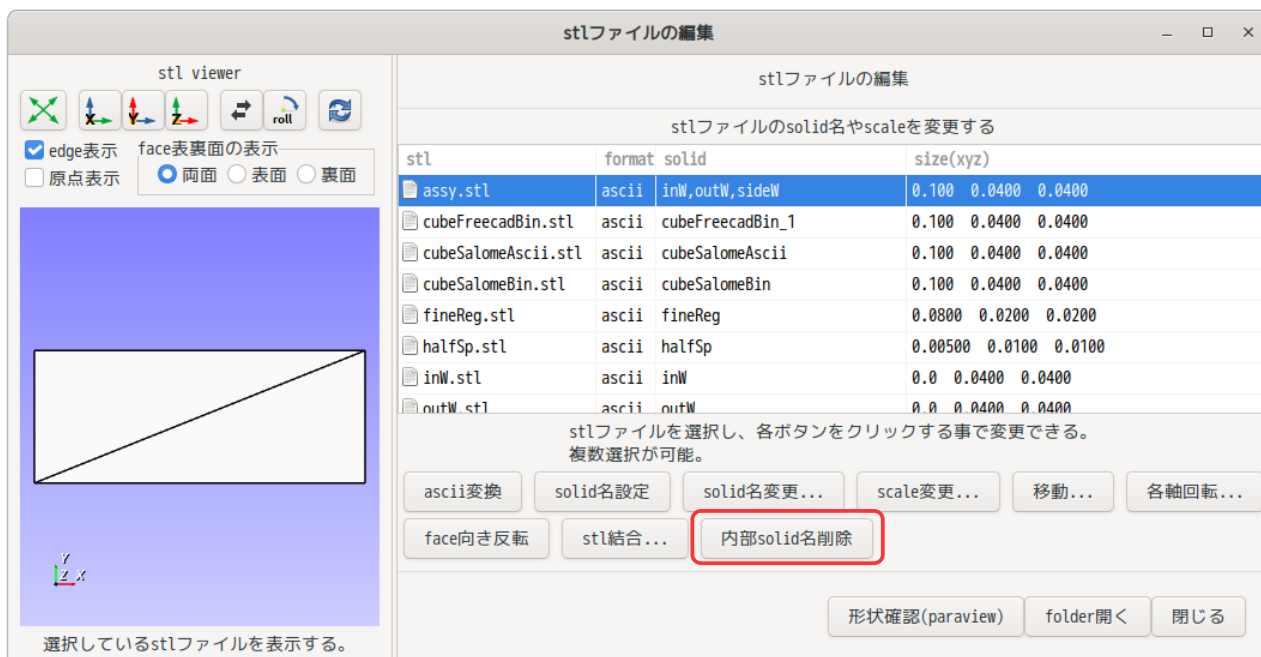 stlファイルの編集
stl viewer
X Y Z roll
edge表示
原点表示
face表裏面の表示
両面 表面 裏面
Y
Z X
選択しているstlファイルを表示する。
stlファイルの編集
stlファイルのsolid名やscaleを変更する
stl format solid size(xyz)
assy.stl ascii inW,outW,sideW 0.100 0.0400 0.0400
cubeFreecadBin.stl ascii cubeFreecadBin_1 0.100 0.0400 0.0400
cubeSalomeAscii.stl ascii cubeSalomeAscii 0.100 0.0400 0.0400
cubeSalomeBin.stl ascii cubeSalomeBin 0.100 0.0400 0.0400
fineReg.stl ascii fineReg 0.0800 0.0200 0.0200
halfSp.stl ascii halfSp 0.00500 0.0100 0.0100
inW.stl ascii inW 0.0 0.0400 0.0400
outW.stl ascii outW 0.0 0.0400 0.0400
stlファイルを選択し、各ボタンをクリックする事で変更できる。
複数選択が可能。
ascii変換 solid名設定 solid名変更... scale変更... 移動... 各軸回転...
face向き反転 stl結合... 内部solid名削除
形状確認(paraview) folder開く 閉じる